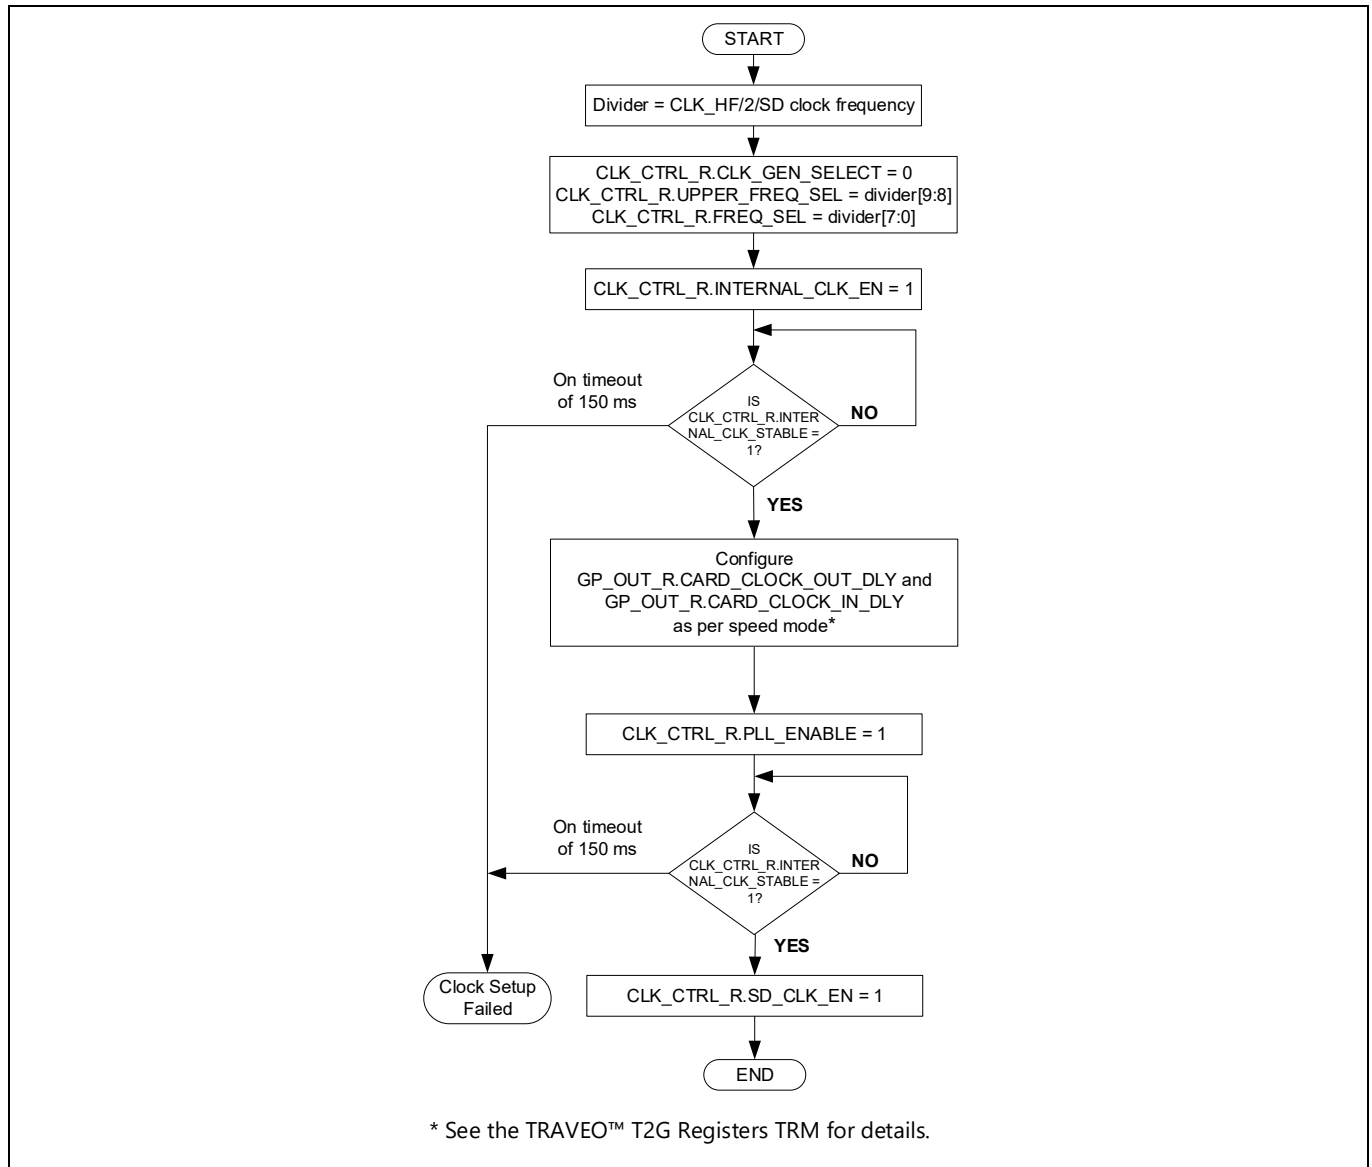 START
Divider = CLK_HF/2/SD clock frequency
CLK_CTRL_R.CLK_GEN_SELECT = 0
CLK_CTRL_R.UPPER_FREQ_SEL = divider[9:8]
CLK_CTRL_R.FREQ_SEL = divider[7:0]
CLK_CTRL_R.INTERNAL_CLK_EN = 1
On timeout
of 150 ms
IS
CLK_CTRL_R.INTER
NAL_CLK_STABLE =
1?
NO
YES
Configure
GP_OUT_R.CARD_CLOCK_OUT_DLY and
GP_OUT_R.CARD_CLOCK_IN_DLY
as per speed mode*
CLK_CTRL_R.PLL_ENABLE = 1
On timeout
of 150 ms
IS
CLK_CTRL_R.INTER
NAL_CLK_STABLE =
1?
NO
YES
Clock Setup
Failed
CLK_CTRL_R.SD_CLK_EN = 1
END
* See the TRAVEO™ T2G Registers TRM for details.